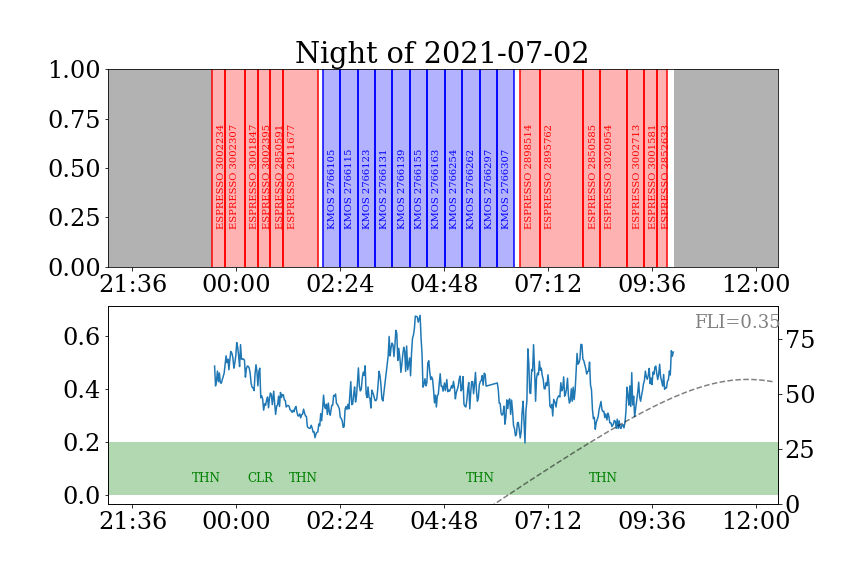 Night of 2021-07-02
1.00
0.75
0.50
0.25
0.00
ESPRESSO 3002234
ESPRESSO 3002307
ESPRESSO 3001847
ESPRESSO 3002395
ESPRESSO 2850591
ESPRESSO 2911677
KMOS 2766105
KMOS 2766115
KMOS 2766123
KMOS 2766131
KMOS 2766139
KMOS 2766155
KMOS 2766163
KMOS 2766254
KMOS 2766262
KMOS 2766297
KMOS 2766307
ESPRESSO 2898514
ESPRESSO 2895762
ESPRESSO 2850585
ESPRESSO 3020954
ESPRESSO 3002713
ESPRESSO 3001581
ESPRESSO 2852633
21:36 00:00 02:24 04:48 07:12 09:36 12:00
FLI=0.35
0.6
0.4
0.2
0.0
75
50
25
0
THN CLR THN THN THN
21:36 00:00 02:24 04:48 07:12 09:36 12:00